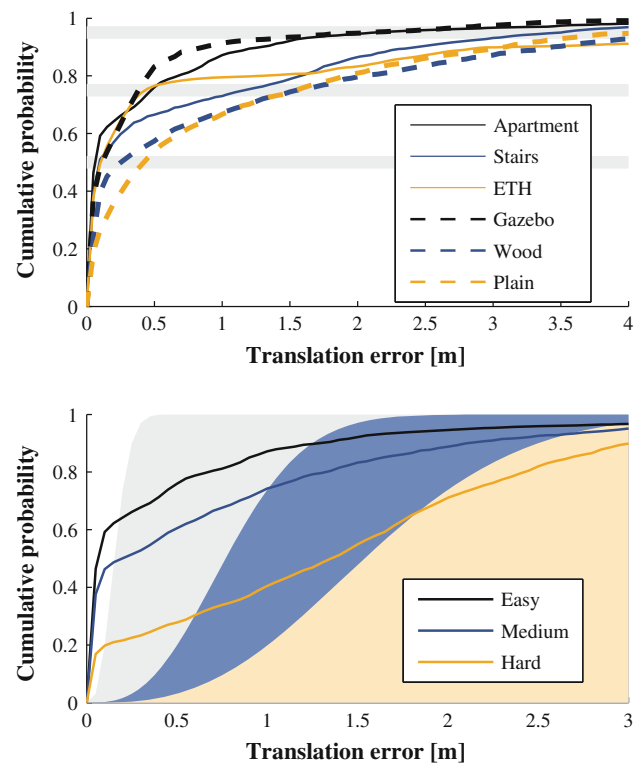 1
0.8
0.6
0.4
0.2
0
Cumulative probability
Apartment
Stairs
ETH
Gazebo
Wood
Plain
0 0.5 1 1.5 2 2.5 3 3.5 4
Translation error [m]
1
0.8
0.6
0.4
0.2
0
Cumulative probability
Easy
Medium
Hard
0 0.5 1 1.5 2 2.5 3
Translation error [m]